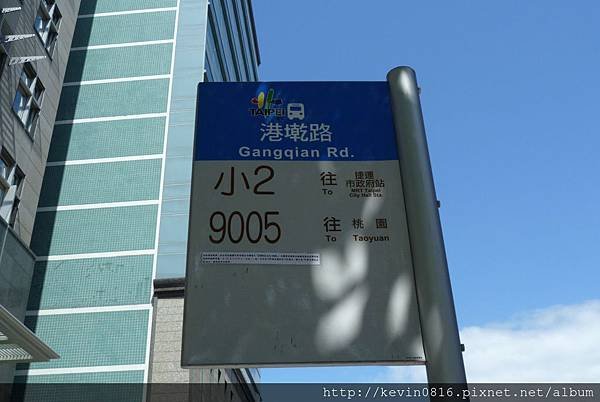 TAIPEI
港墘路
Gangqian Rd.
小2 往 捷運市政府站
To MRT Taipei City Hall Sta.
9005 往 桃園
To Taoyuan
http://kevin0816.pixnet.net/album